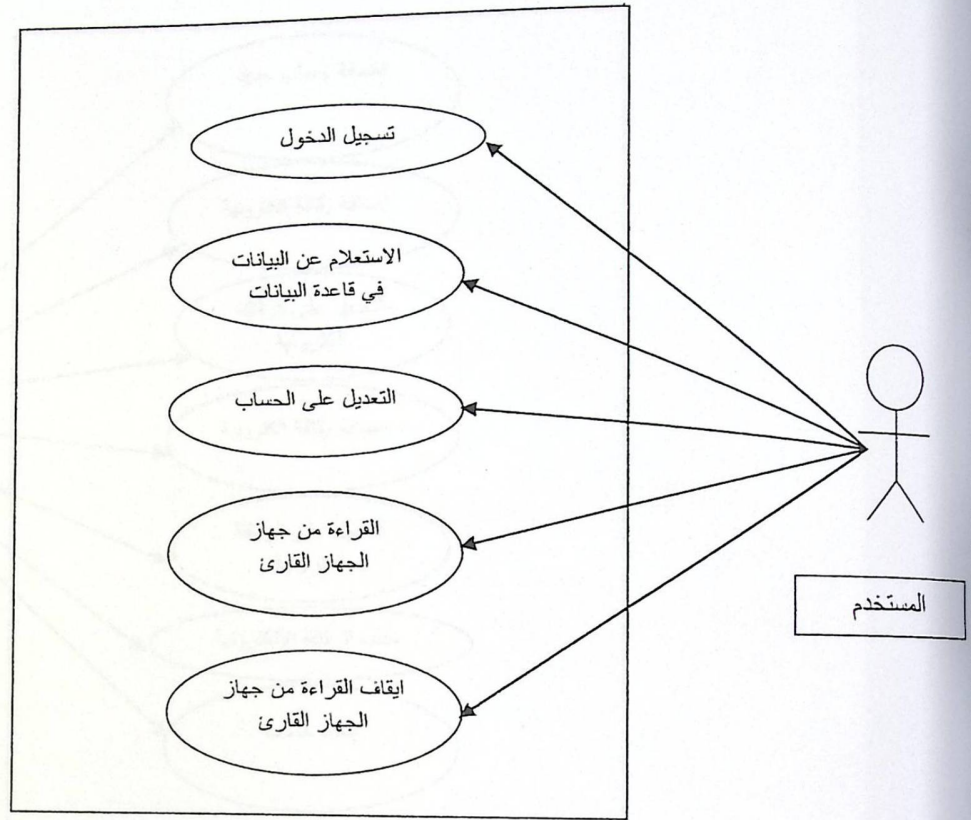 تسجيل الدخول
الاستعلام عن البيانات
في قاعدة البيانات
التعديل على الحساب
القراءة من جهاز
الجهاز القارئ
ايقاف القراءة من جهاز
الجهاز القارئ
المستخدم